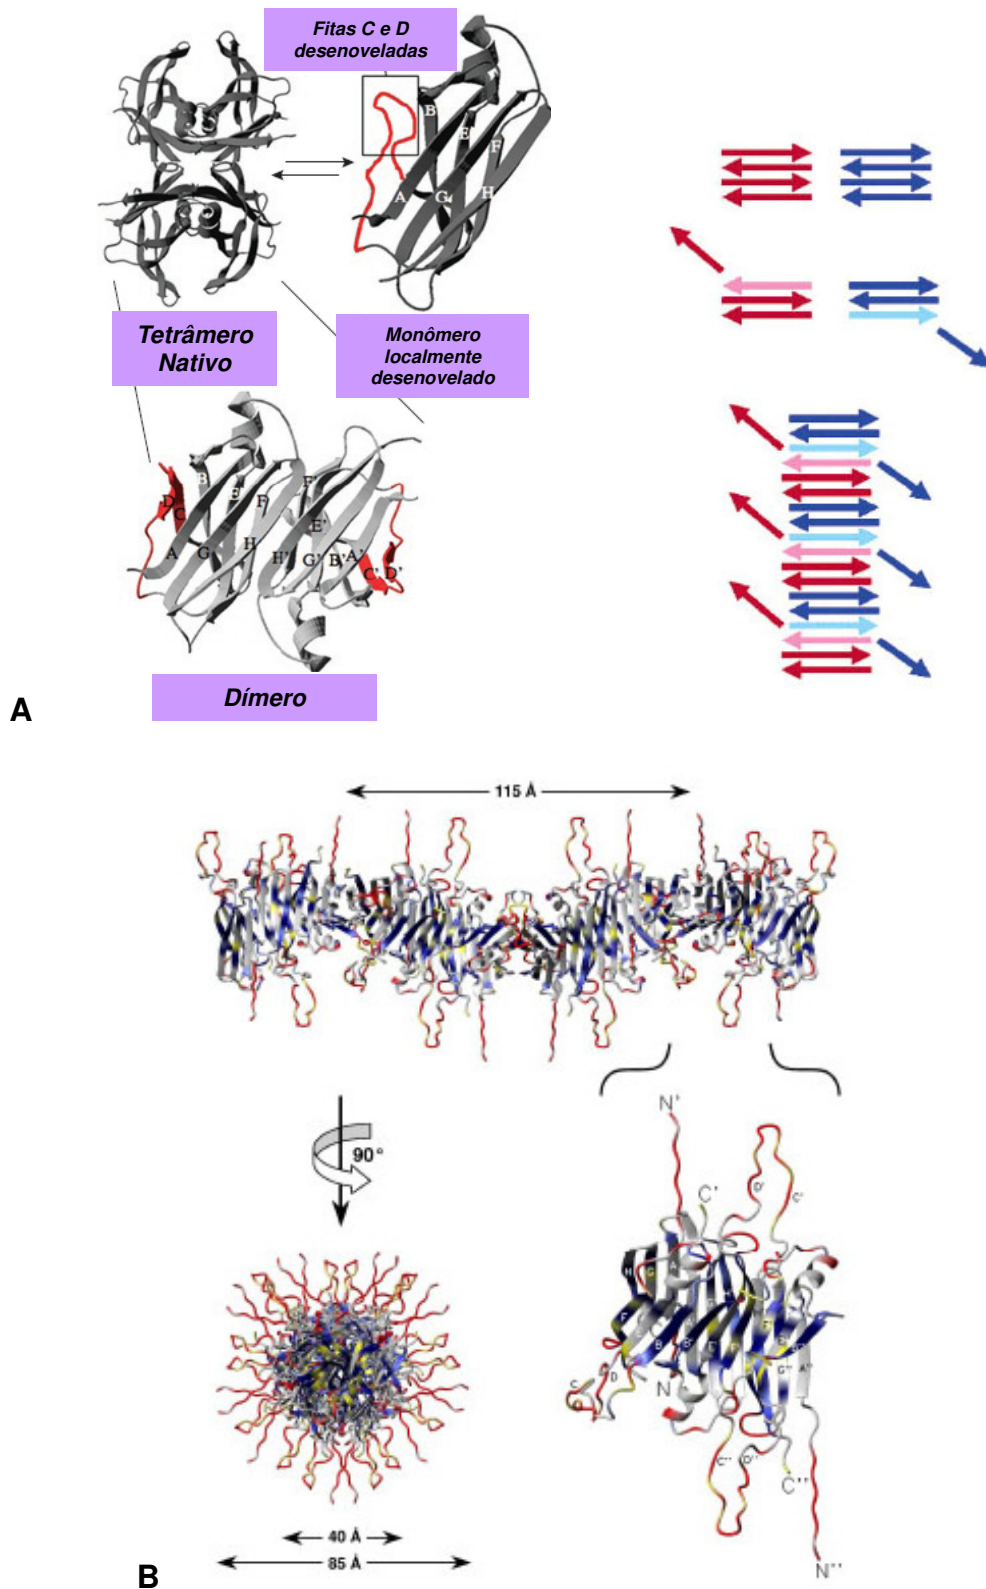 Fitas C e D
desenoveladas
B
E
F
A
G
H
Tetrâmero
Nativo
Monômero
localmente
desenovelado
B
D
C
E
F
A
G
H
F'
E'
H'
G'
B'
A'
C'
D'
Dímero
A
115 Å
90°
N'
C'
D'
C'
H
G
A
F
B
B'
E'
F'
E''
G''
A''
C
D
N
C''
D''
C''
N''
40 Å
85 Å
B